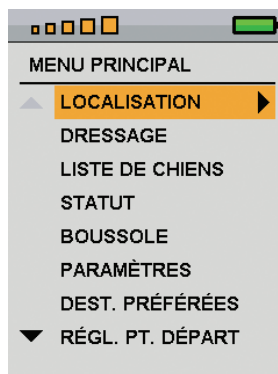 MENU PRINCIPAL
LOCALISATION
DRESSAGE
LISTE DE CHIENS
STATUT
BOUSSOLE
PARAMÈTRES
DEST. PRÉFÉRÉES
RÉGL. PT. DÉPART